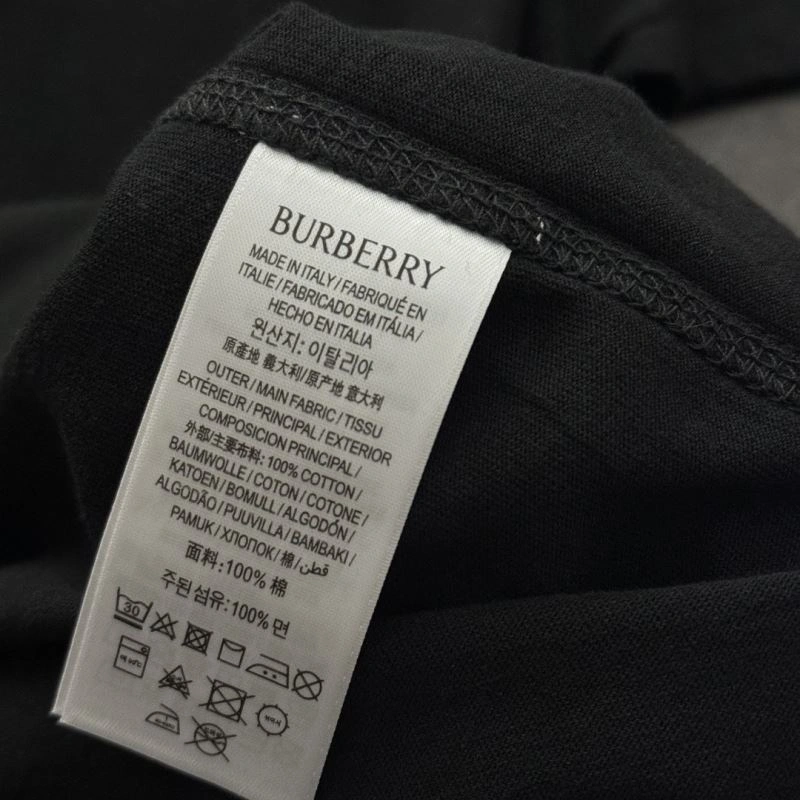 BURBERRY
MADE IN ITALY / FABRIQUÉ EN
ITALIE / FABRICADO EM ITÁLIA /
HECHO EN ITALIA
원산지: 이탈리아
原產地 義大利/原产地 意大利
OUTER / MAIN FABRIC / TISSU
EXTÉRIEUR / PRINCIPAL / EXTERIOR
COMPOSICION PRINCIPAL /
外部/主要布料: 100% COTTON /
BAUMWOLLE / COTON / COTONE /
KATOEN / BOMULL / ALGODÓN /
ALGODÃO / PUUVILLA / BAMBAKI /
PAMUK / ХЛОПОК / 棉 / قطن
面料: 100% 棉
주된 섬유: 100% 면
30